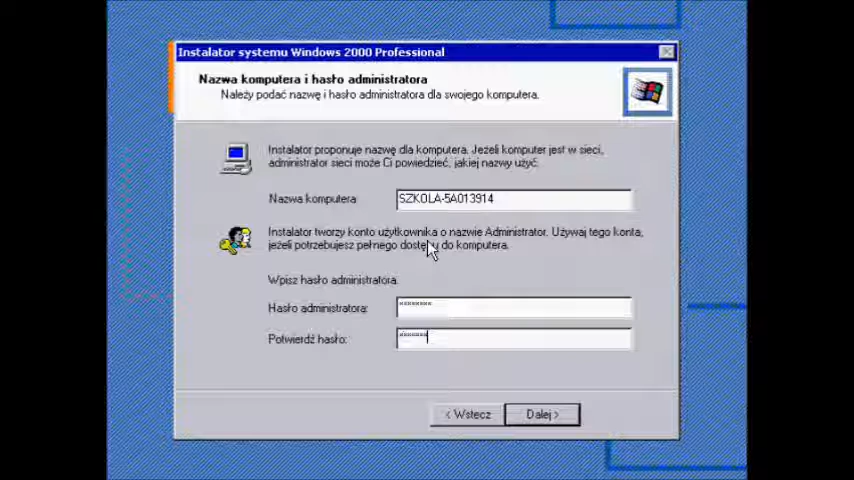 Instalator systemu Windows 2000 Professional
Nazwa komputera i hasło administratora
Należy podać nazwę i hasło administratora dla swojego komputera.
Instalator proponuje nazwę dla komputera. Jeżeli komputer jest w sieci,
administrator sieci może Ci powiedzieć, jakiej nazwy użyć.
Nazwa komputera: SZKOLA-5A013914
Instalator tworzy konto użytkownika o nazwie Administrator. Używaj tego konta,
jeżeli potrzebujesz pełnego dostępu do komputera.
Wpisz hasło administratora.
Hasło administratora: ********
Potwierdź hasło: *******
< Wstecz Dalej >